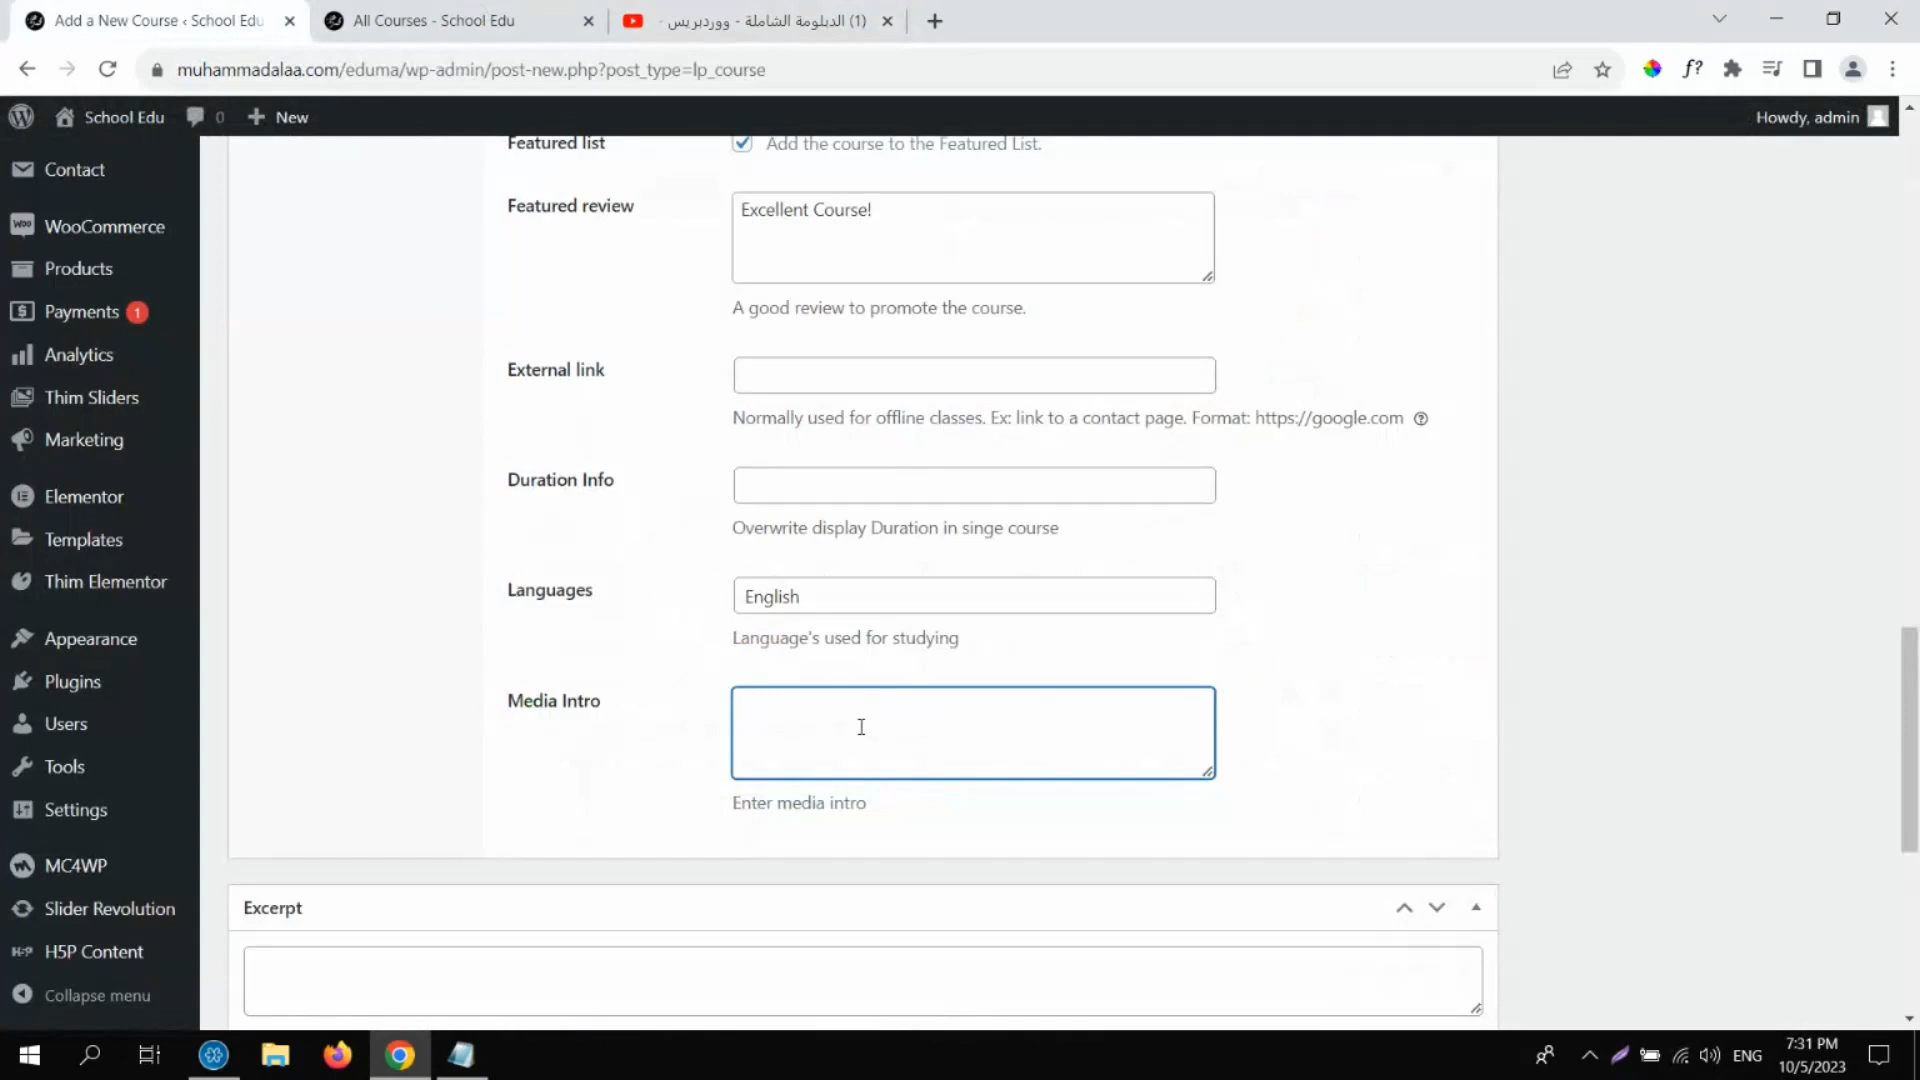 Add a New Course ‹ School Edu
All Courses - School Edu
(1) الدبلومة الشاملة - ووردبريس -
muhammadalaa.com/eduma/wp-admin/post-new.php?post_type=lp_course
f?
School Edu
0
New
Howdy, admin
Contact
WooCommerce
Products
Payments 1
Analytics
Thim Sliders
Marketing
Elementor
Templates
Thim Elementor
Appearance
Plugins
Users
Tools
Settings
MC4WP
Slider Revolution
H5P Content
Collapse menu
Featured list
Add the course to the Featured List.
Featured review
Excellent Course!
A good review to promote the course.
External link
Normally used for offline classes. Ex: link to a contact page. Format: https://google.com
Duration Info
Overwrite display Duration in singe course
Languages
English
Language's used for studying
Media Intro
Enter media intro
Excerpt
ENG
7:31 PM
10/5/2023